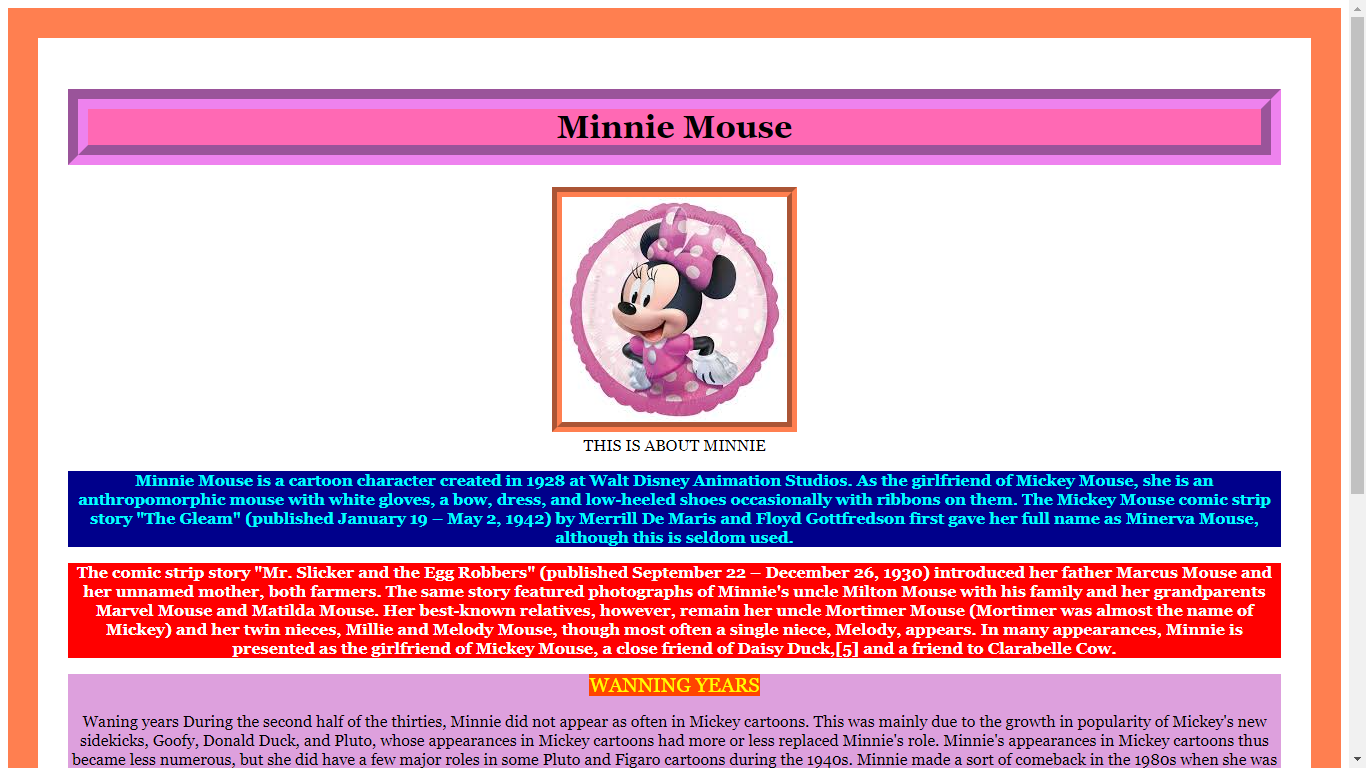 Minnie Mouse
THIS IS ABOUT MINNIE
Minnie Mouse is a cartoon character created in 1928 at Walt Disney Animation Studios. As the girlfriend of Mickey Mouse, she is an
anthropomorphic mouse with white gloves, a bow, dress, and low-heeled shoes occasionally with ribbons on them. The Mickey Mouse comic strip
story "The Gleam" (published January 19 – May 2, 1942) by Merrill De Maris and Floyd Gottfredson first gave her full name as Minerva Mouse,
although this is seldom used.
The comic strip story "Mr. Slicker and the Egg Robbers" (published September 22 – December 26, 1930) introduced her father Marcus Mouse and
her unnamed mother, both farmers. The same story featured photographs of Minnie's uncle Milton Mouse with his family and her grandparents
Marvel Mouse and Matilda Mouse. Her best-known relatives, however, remain her uncle Mortimer Mouse (Mortimer was almost the name of
Mickey) and her twin nieces, Millie and Melody Mouse, though most often a single niece, Melody, appears. In many appearances, Minnie is
presented as the girlfriend of Mickey Mouse, a close friend of Daisy Duck,[5] and a friend to Clarabelle Cow.
WANNING YEARS
Waning years During the second half of the thirties, Minnie did not appear as often in Mickey cartoons. This was mainly due to the growth in popularity of Mickey's new
sidekicks, Goofy, Donald Duck, and Pluto, whose appearances in Mickey cartoons had more or less replaced Minnie's role. Minnie's appearances in Mickey cartoons thus
became less numerous, but she did have a few major roles in some Pluto and Figaro cartoons during the 1940s. Minnie made a sort of comeback in the 1980s when she was